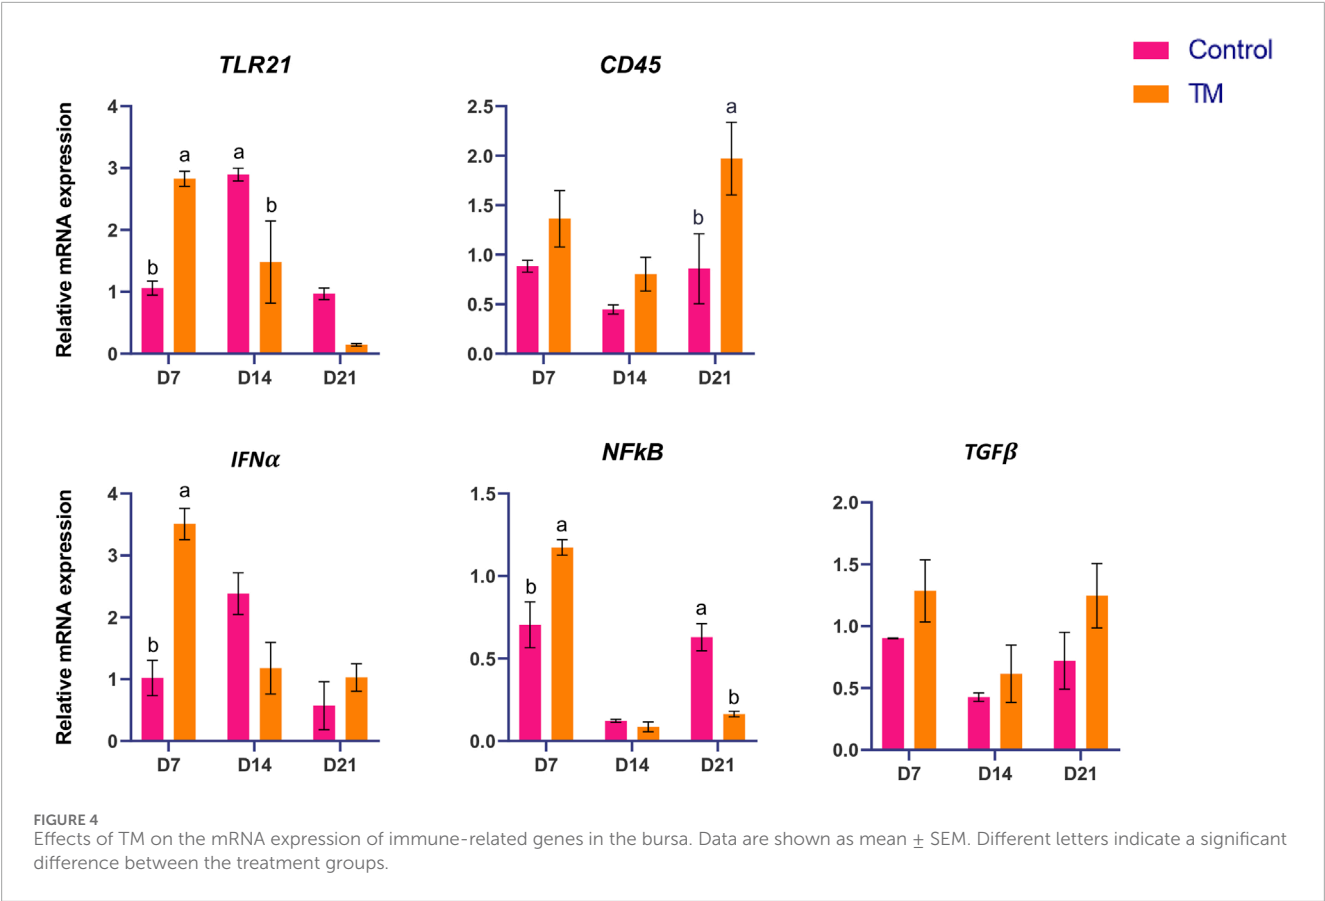 Control
TM
TLR21
Relative mRNA expression
4
3
2
1
0
b
a
a
b
D7 D14 D21
CD45
2.5
2.0
1.5
1.0
0.5
0.0
b
a
D7 D14 D21
IFNα
Relative mRNA expression
4
3
2
1
0
b
a
D7 D14 D21
NFkB
1.5
1.0
0.5
0.0
b
a
a
b
D7 D14 D21
TGFβ
2.0
1.5
1.0
0.5
0.0
D7 D14 D21
FIGURE 4
Effects of TM on the mRNA expression of immune-related genes in the bursa. Data are shown as mean ± SEM. Different letters indicate a significant
difference between the treatment groups.